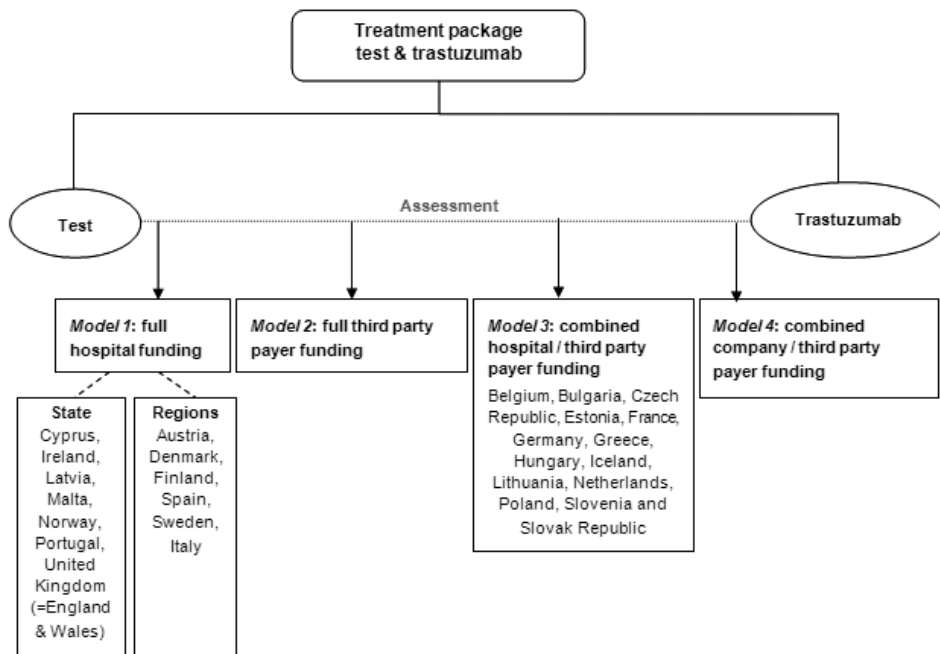 Treatment package
test & trastuzumab
Test
Assessment
Trastuzumab
Model 1: full
hospital funding
Model 2: full third party
payer funding
Model 3: combined
hospital / third party
payer funding
Belgium, Bulgaria, Czech
Republic, Estonia, France,
Germany, Greece,
Hungary, Iceland,
Lithuania, Netherlands,
Poland, Slovenia and
Slovak Republic
Model 4: combined
company / third party
payer funding
State
Cyprus,
Ireland,
Latvia,
Malta,
Norway,
Portugal,
United
Kingdom
(=England
& Wales)
Regions
Austria,
Denmark,
Finland,
Spain,
Sweden,
Italy